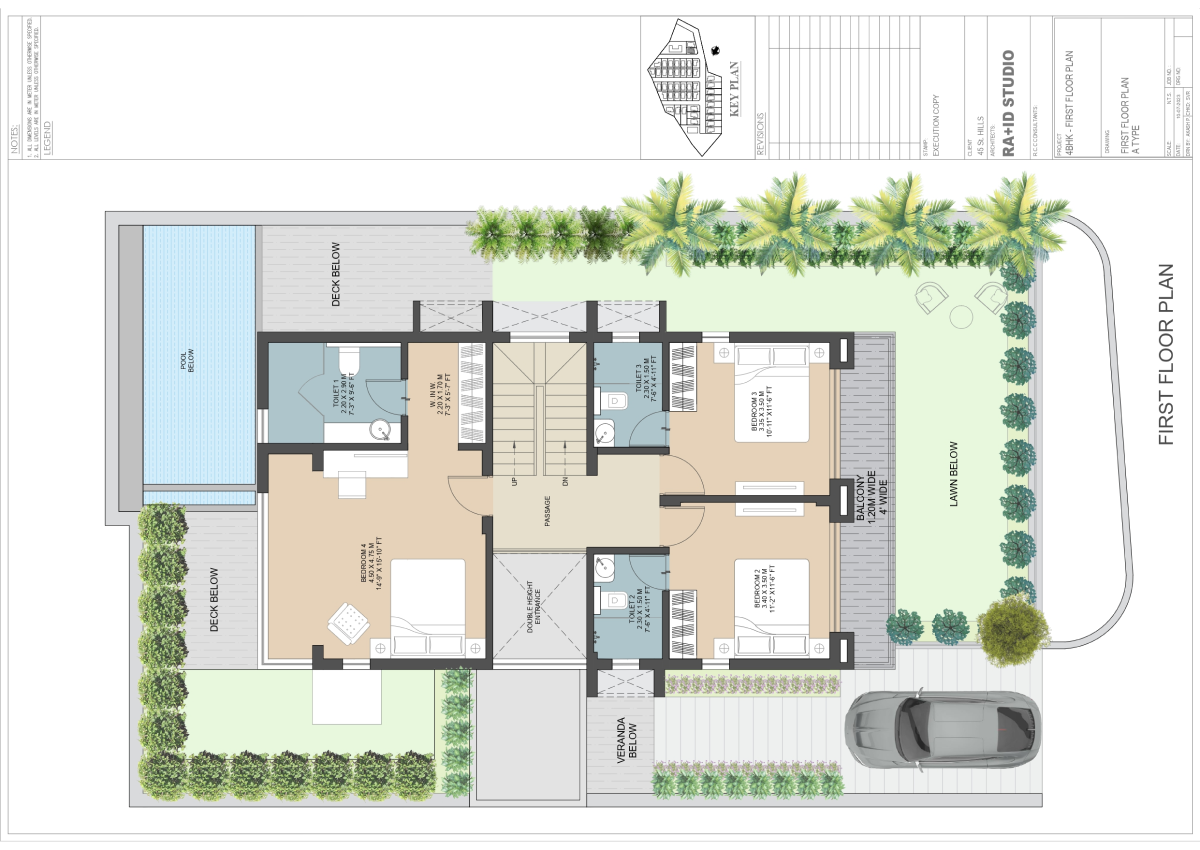 NOTES:
1. ALL DIMENSIONS ARE IN METER UNLESS OTHERWISE SPECIFIED.
2. ALL LEVELS ARE IN METER UNLESS OTHERWISE SPECIFIED.
LEGEND:
KEY PLAN
REVISIONS
STAMP
EXECUTION COPY
CLIENT
45 St. HILLS
ARCHITECTS:
RA+ID STUDIO
R.C.C CONSULTANTS:
PROJECT
4BHK - FIRST FLOOR PLAN
DRAWING
FIRST FLOOR PLAN
A TYPE
SCALE: N.T.S.
JOB NO:
DATE:
DRG NO:
FIRST FLOOR PLAN
POOL
BELOW
DECK BELOW
TOILET 1
2.20 X 2.90 M
7'-3" X 9'-6" FT
W. IN W.
2.20 X 1.70 M
7'-3" X 5'-7" FT
UP
DN
PASSAGE
TOILET 3
2.30 X 1.50 M
7'-6" X 4'-11" FT
BEDROOM 3
3.35 X 3.50 M
10'-11" X11'-6" FT
BALCONY
1.20M WIDE
4' WIDE
LAWN BELOW
DECK BELOW
BEDROOM 4
4.50 X 4.75 M
14'-9" X 15'-10" FT
DOUBLE HEIGHT
ENTRANCE
TOILET 2
2.30 X 1.50 M
7'-6" X 4'-11" FT
BEDROOM 2
3.40 X 3.50 M
11'-2" X11'-6" FT
VERANDA
BELOW